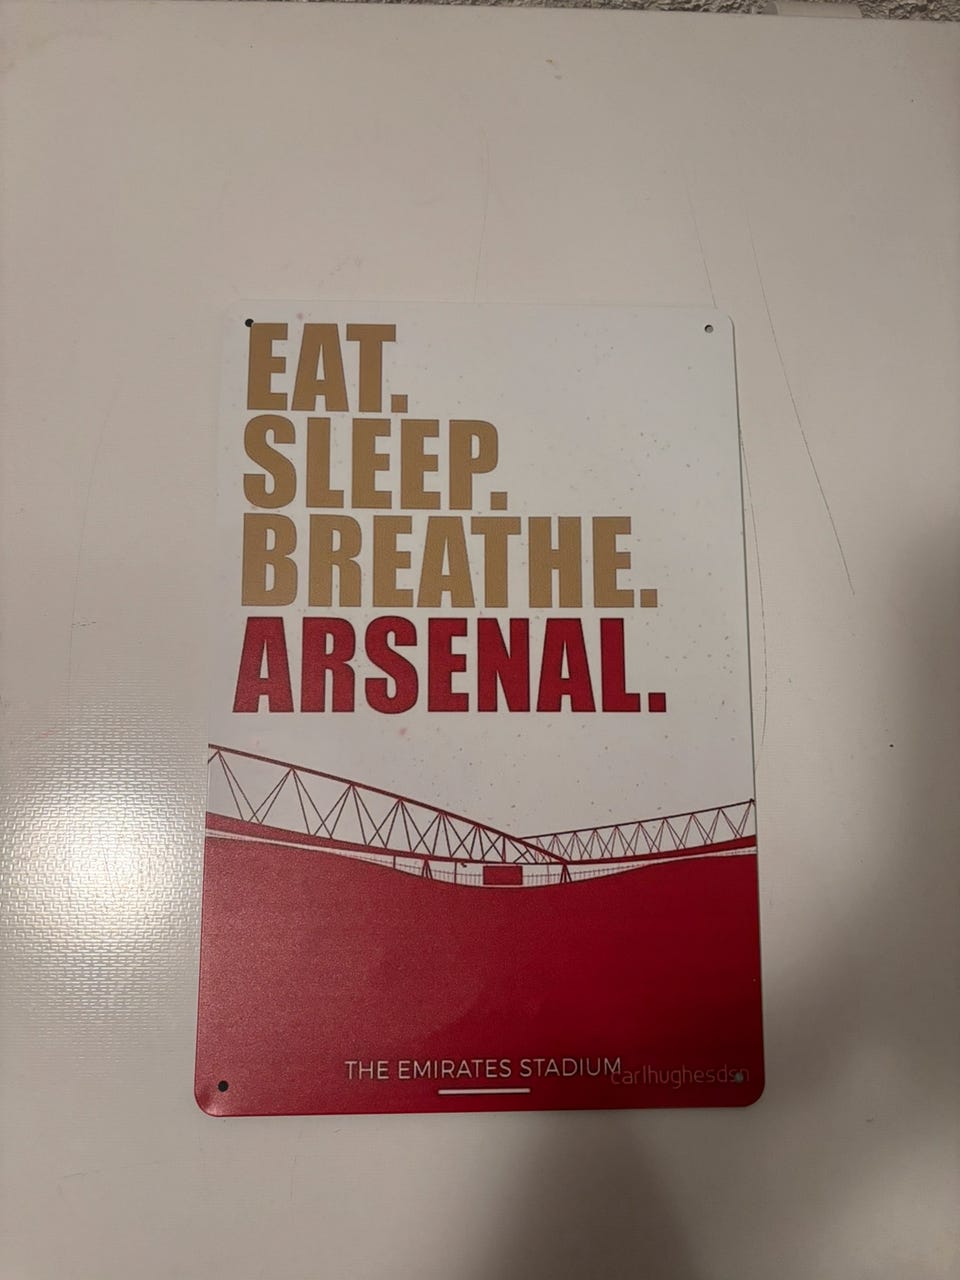 EAT.
SLEEP.
BREATHE.
ARSENAL.
THE EMIRATES STADIUM
carlhughesdsn